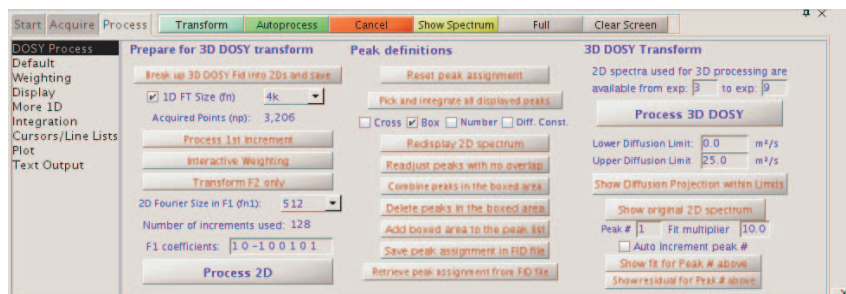 Start Acquire Process Transform Autoprocess Cancel Show Spectrum Full Clear Screen
DOSY Process
Default
Weighting
Display
More 1D
Integration
Cursors/Line Lists
Plot
Text Output
Prepare for 3D DOSY transform
Break up 3D DOSY Fid into 2Ds and save
1D FT Size (fn) 4k
Acquired Points (np): 3,206
Process 1st increment
Interactive Weighting
Transform F2 only
2D Fourier Size in F1 (fn1): 512
Number of increments used: 128
F1 coefficients: 1 0 -1 0 0 1 0 1
Process 2D
Peak definitions
Reset peak assignment
Pick and integrate all displayed peaks
Cross Box Number Diff. Const.
Redisplay 2D spectrum
Readjust peaks with no overlap
Combine peaks in the boxed area
Delete peaks in the boxed area
Add boxed area to the peak list
Save peak assignment in FID file
Retrieve peak assignment from FID file
3D DOSY Transform
2D spectra used for 3D processing are
available from exp: 3 to exp: 9
Process 3D DOSY
Lower Diffusion Limit: 0.0 m²/s
Upper Diffusion Limit 25.0 m²/s
Show Diffusion Projection within Limits
Show original 2D spectrum
Peak # 1 Fit multiplier 10.0
Auto Increment peak #
Show fit for Peak # above
Show residual for Peak # above